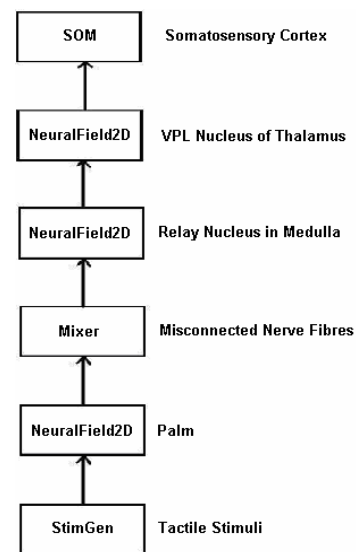 SOM Somatosensory Cortex
NeuralField2D VPL Nucleus of Thalamus
NeuralField2D Relay Nucleus in Medulla
Mixer Misconnected Nerve Fibres
NeuralField2D Palm
StimGen Tactile Stimuli